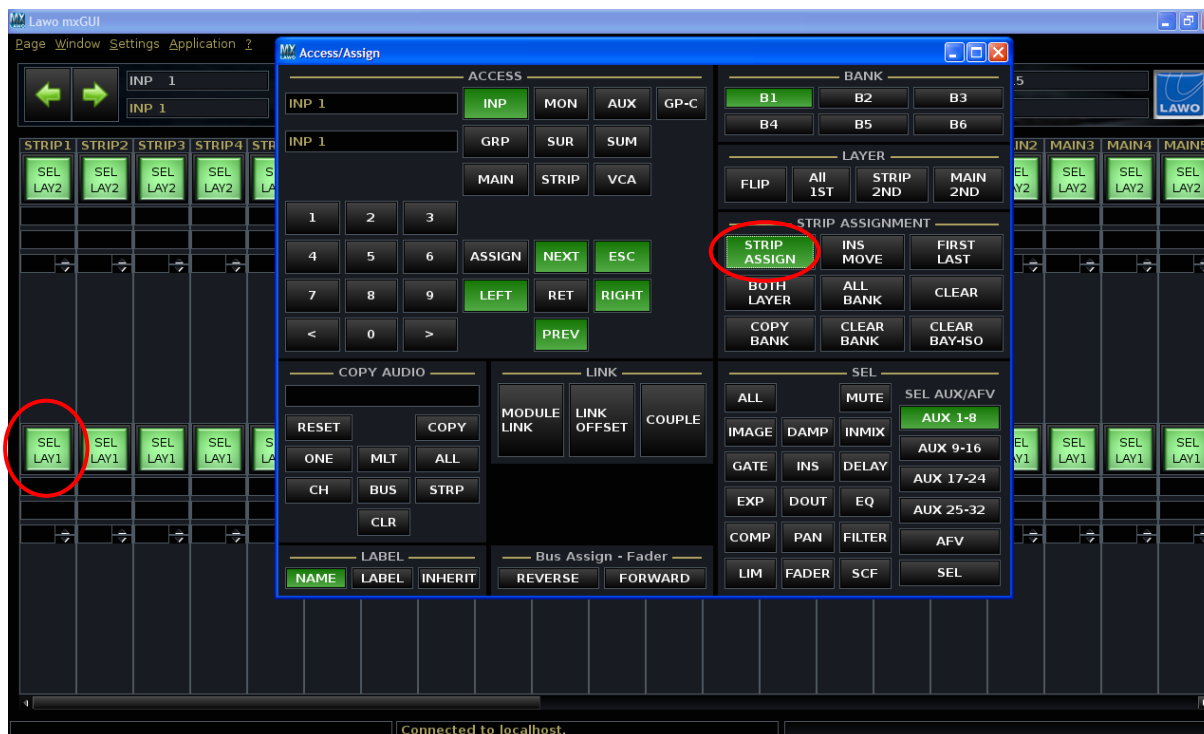 Lawo mxGUI
Page Window Settings Application ?
Access/Assign
INP 1
INP 1
ACCESS
INP 1
INP 1
INP MON AUX GP-C
GRP SUR SUM
MAIN STRIP VCA
1 2 3
4 5 6 ASSIGN NEXT ESC
7 8 9 LEFT RET RIGHT
< 0 > PREV
BANK
B1 B2 B3
B4 B5 B6
LAYER
FLIP All 1ST STRIP 2ND MAIN 2ND
STRIP ASSIGNMENT
STRIP ASSIGN INS MOVE FIRST LAST
BOTH LAYER ALL BANK CLEAR
COPY BANK CLEAR BANK CLEAR BAY-ISO
COPY AUDIO
RESET COPY
ONE MLT ALL
CH BUS STRP
CLR
LINK
MODULE LINK LINK OFFSET COUPLE
LABEL
NAME LABEL INHERIT
Bus Assign - Fader
REVERSE FORWARD
SEL
SEL AUX/AFV
ALL MUTE AUX 1-8
IMAGE DAMP INMIX AUX 9-16
GATE INS DELAY AUX 17-24
EXP DOUT EQ AUX 25-32
COMP PAN FILTER AFV
LIM FADER SCF SEL
LAWO
STRIP1 STRIP2 STRIP3 STRIP4 MAIN3 MAIN4
SEL SEL SEL SEL SEL SEL SEL
LAY2 LAY2 LAY2 LAY2 LAY2 LAY2 LAY2
SEL SEL SEL SEL SEL SEL SEL
LAY1 LAY1 LAY1 LAY1 LAY1 LAY1 LAY1
Connected to localhost.